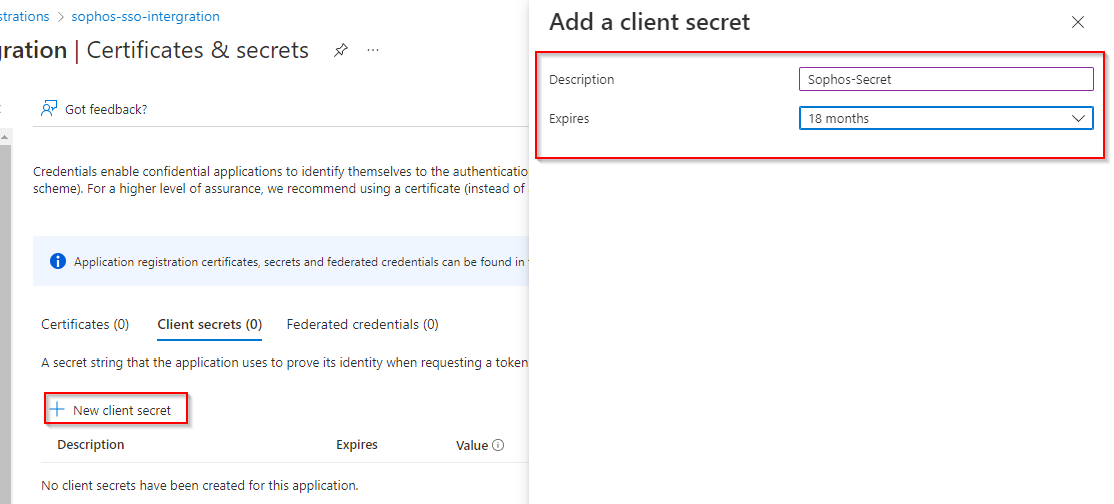 strations > sophos-sso-intergration
gration | Certificates & secrets
Got feedback?
Credentials enable confidential applications to identify themselves to the authentication
scheme). For a higher level of assurance, we recommend using a certificate (instead of
Application registration certificates, secrets and federated credentials can be found in
Certificates (0) Client secrets (0) Federated credentials (0)
A secret string that the application uses to prove its identity when requesting a token
+ New client secret
Description Expires Value
No client secrets have been created for this application.
Add a client secret
Description Sophos-Secret
Expires 18 months